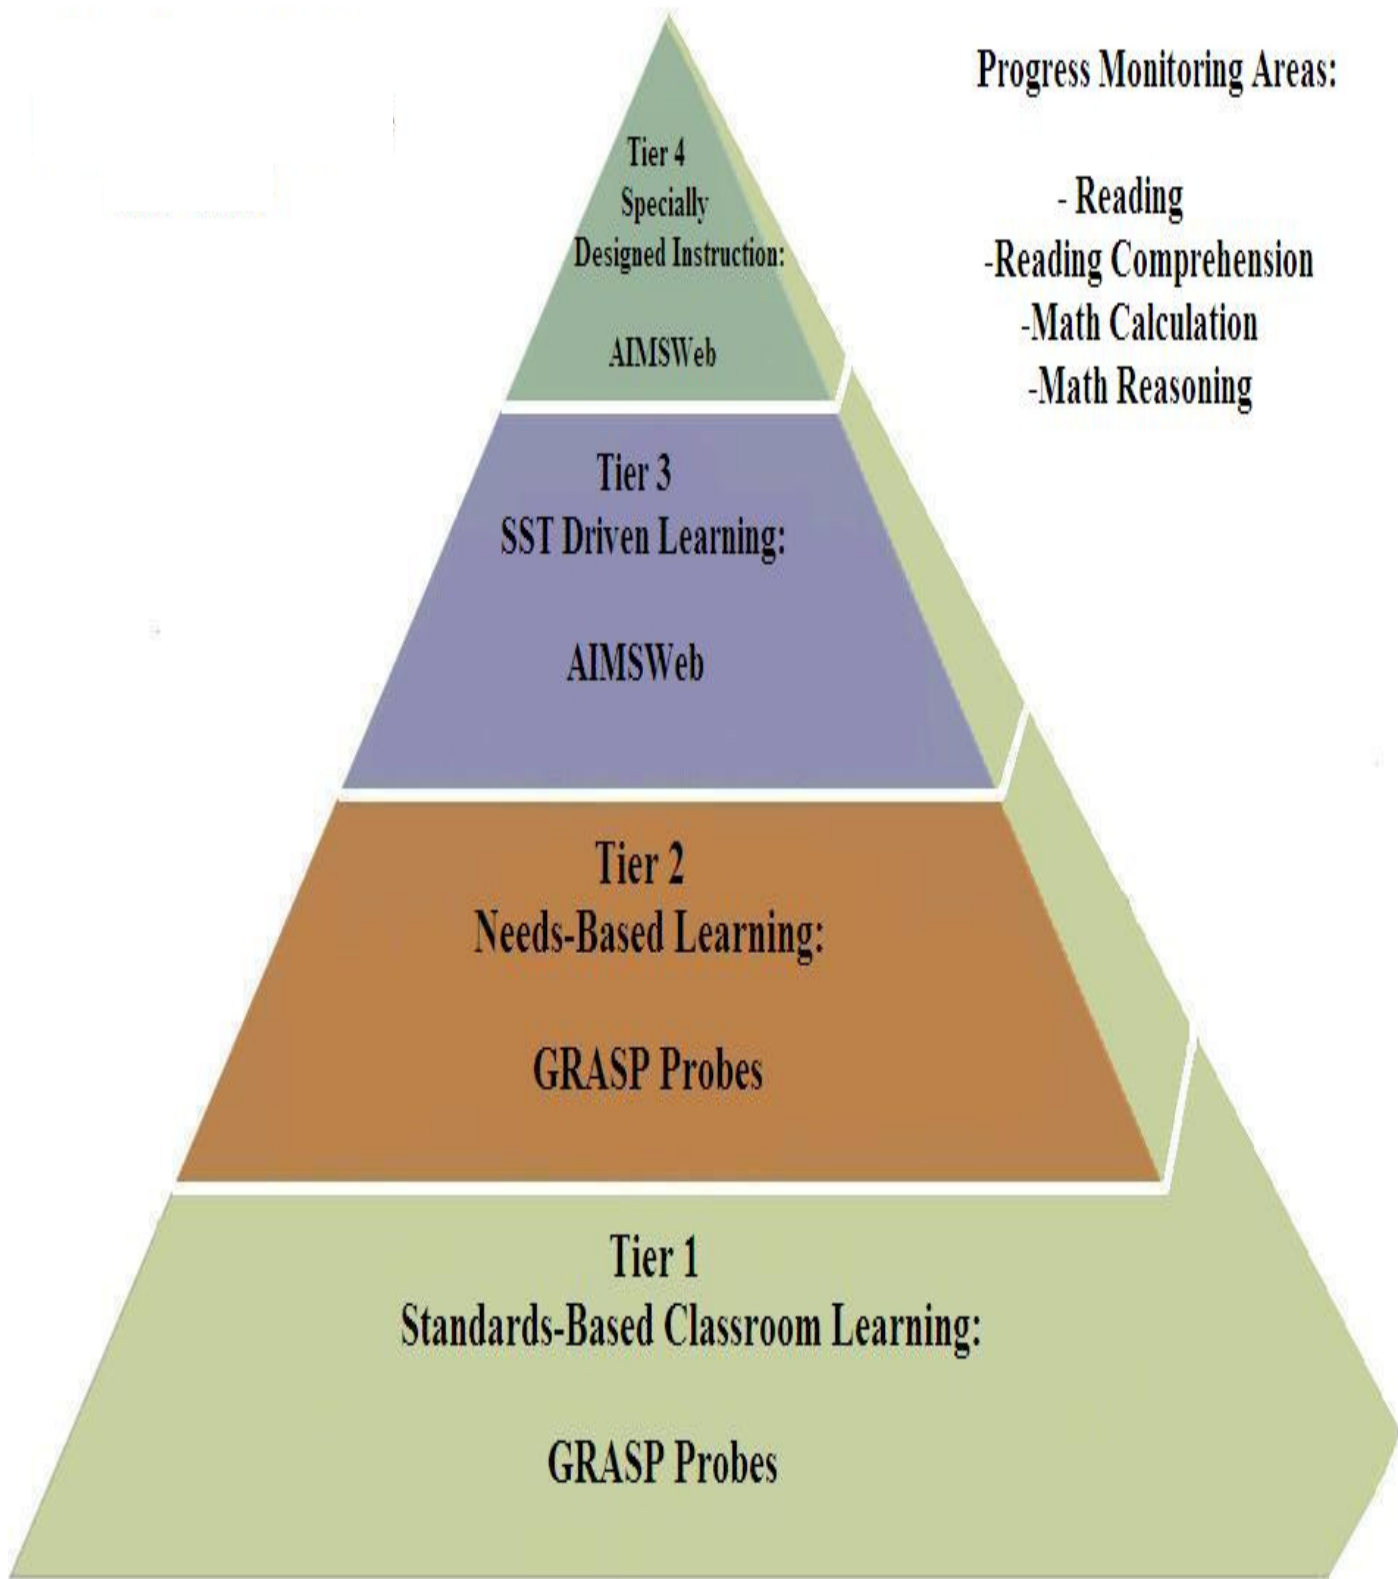 Progress Monitoring Areas:
- Reading
-Reading Comprehension
-Math Calculation
-Math Reasoning
Tier 4
Specially
Designed Instruction:
AIMSWeb
Tier 3
SST Driven Learning:
AIMSWeb
Tier 2
Needs-Based Learning:
GRASP Probes
Tier 1
Standards-Based Classroom Learning:
GRASP Probes